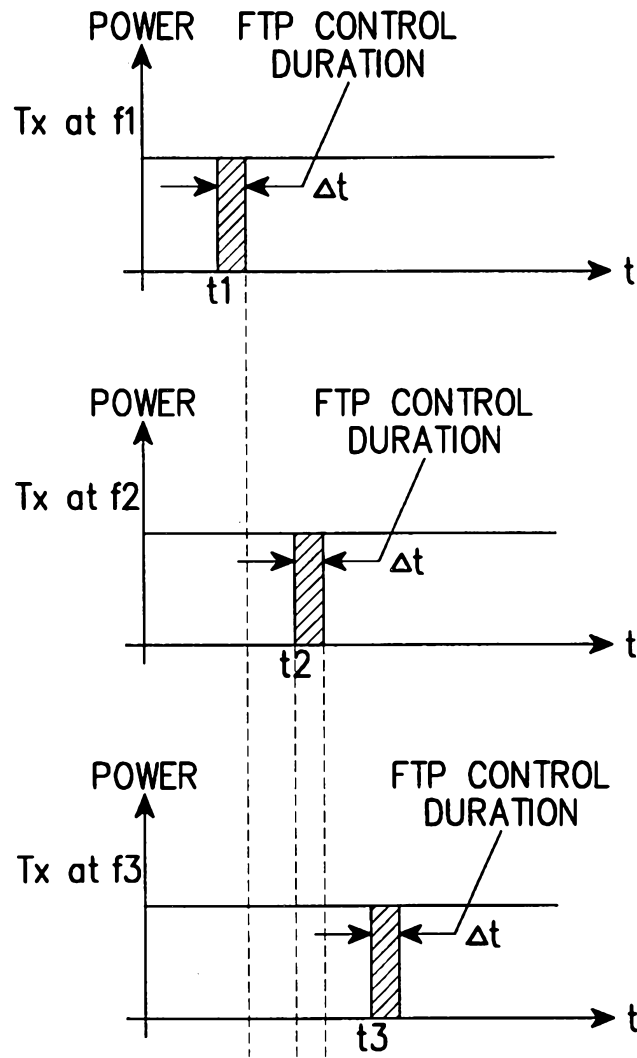 POWER
FTP CONTROL
DURATION
Tx at f1
Δt
t1
t
POWER
FTP CONTROL
DURATION
Tx at f2
Δt
t2
t
POWER
FTP CONTROL
DURATION
Tx at f3
Δt
t3
t